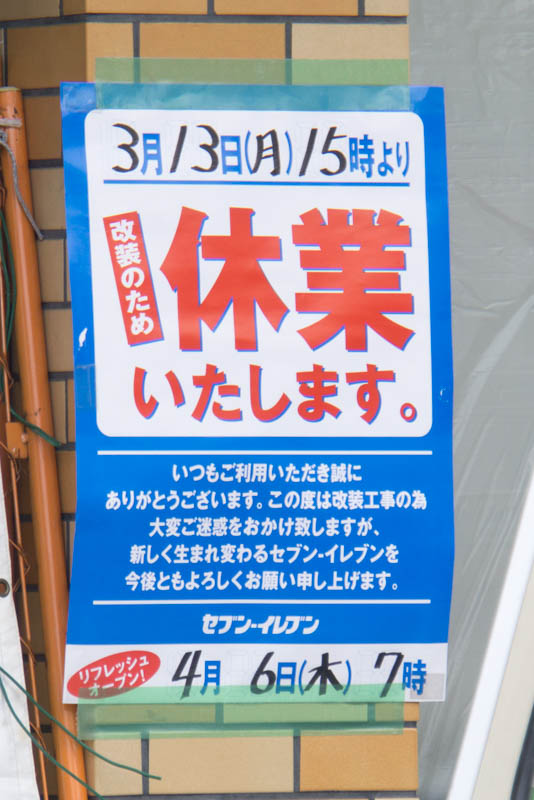 3月13日(月)15時より
改装のため
休業
いたします。
いつもご利用いただき誠に
ありがとうございます。この度は改装工事の為
大変ご迷惑をおかけ致しますが、
新しく生まれ変わるセブン-イレブンを
今後ともよろしくお願い申し上げます。
セブン-イレブン
リフレッシュ
オープン!
4月 6日(木) 7時